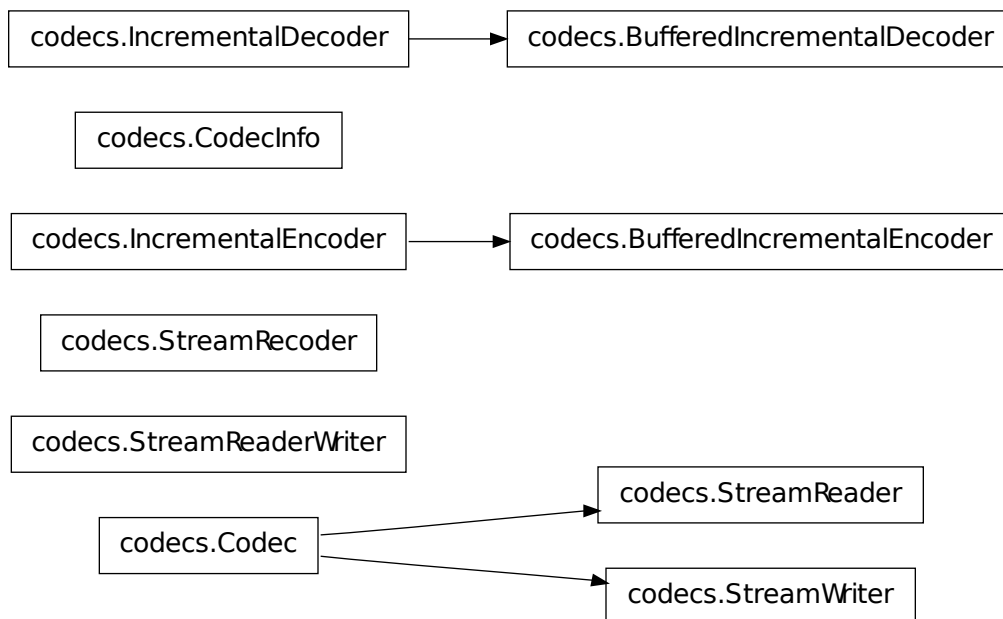 codecs.IncrementalDecoder
codecs.BufferedIncrementalDecoder
codecs.CodecInfo
codecs.IncrementalEncoder
codecs.BufferedIncrementalEncoder
codecs.StreamRecoder
codecs.StreamReaderWriter
codecs.StreamReader
codecs.Codec
codecs.StreamWriter